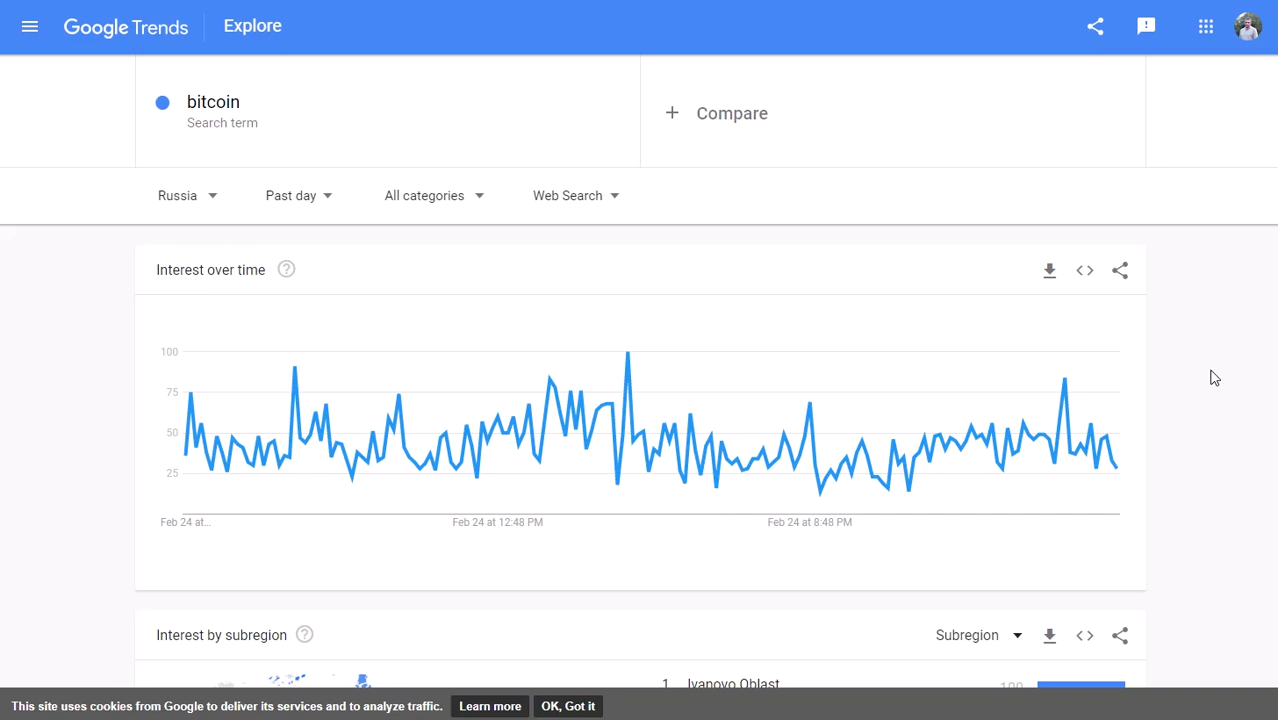 Google Trends
Explore
bitcoin
Search term
+ Compare
Russia
Past day
All categories
Web Search
Interest over time
100
75
50
25
Feb 24 at...
Feb 24 at 12:48 PM
Feb 24 at 8:48 PM
Interest by subregion
Subregion
1 Ivanovo Oblast 100
This site uses cookies from Google to deliver its services and to analyze traffic. Learn more OK, Got it